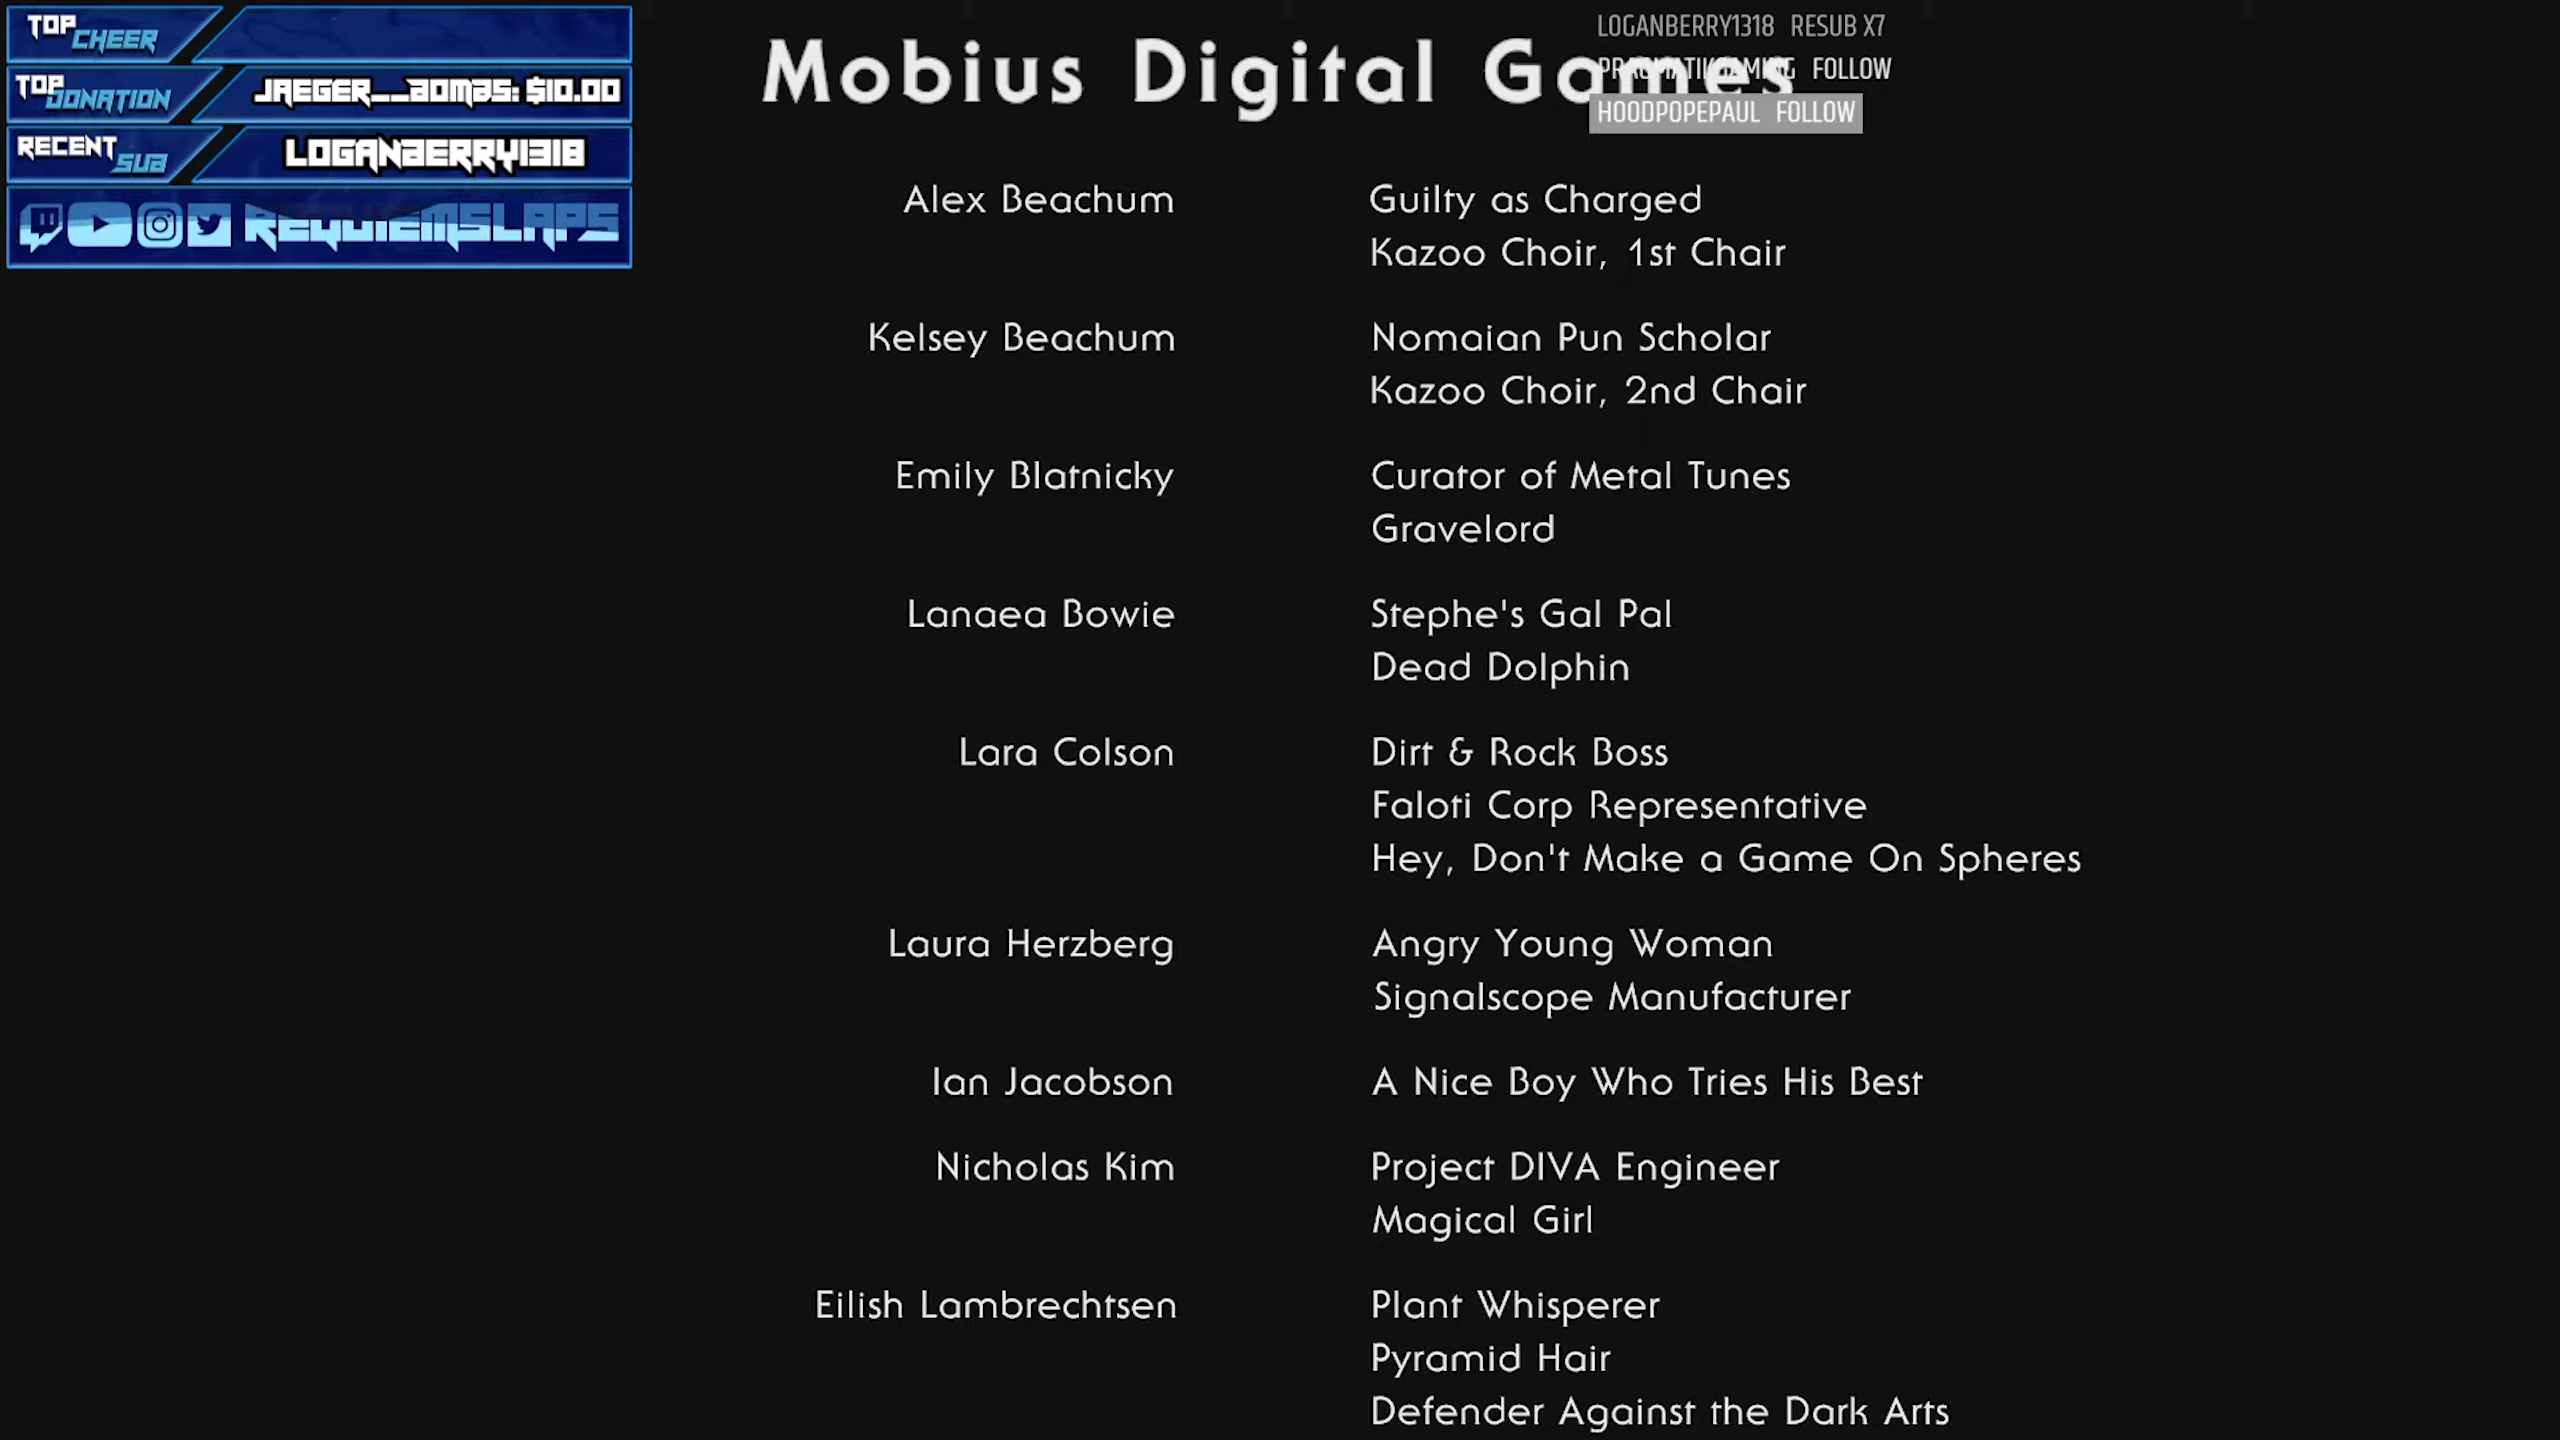 TOP CHEER
TOP DONATION JAEGER__BOMBS: $10.00
RECENT SUB LOGANBERRY1318
REQUIEMSLAPS
LOGANBERRY1318 RESUB X7
PRAGMATIKGAMING FOLLOW
HOODPOPEPAUL FOLLOW
Mobius Digital Games
Alex Beachum Guilty as Charged
Kazoo Choir, 1st Chair
Kelsey Beachum Nomaian Pun Scholar
Kazoo Choir, 2nd Chair
Emily Blatnicky Curator of Metal Tunes
Gravelord
Lanaea Bowie Stephe's Gal Pal
Dead Dolphin
Lara Colson Dirt & Rock Boss
Faloti Corp Representative
Hey, Don't Make a Game On Spheres
Laura Herzberg Angry Young Woman
Signalscope Manufacturer
Ian Jacobson A Nice Boy Who Tries His Best
Nicholas Kim Project DIVA Engineer
Magical Girl
Eilish Lambrechtsen Plant Whisperer
Pyramid Hair
Defender Against the Dark Arts